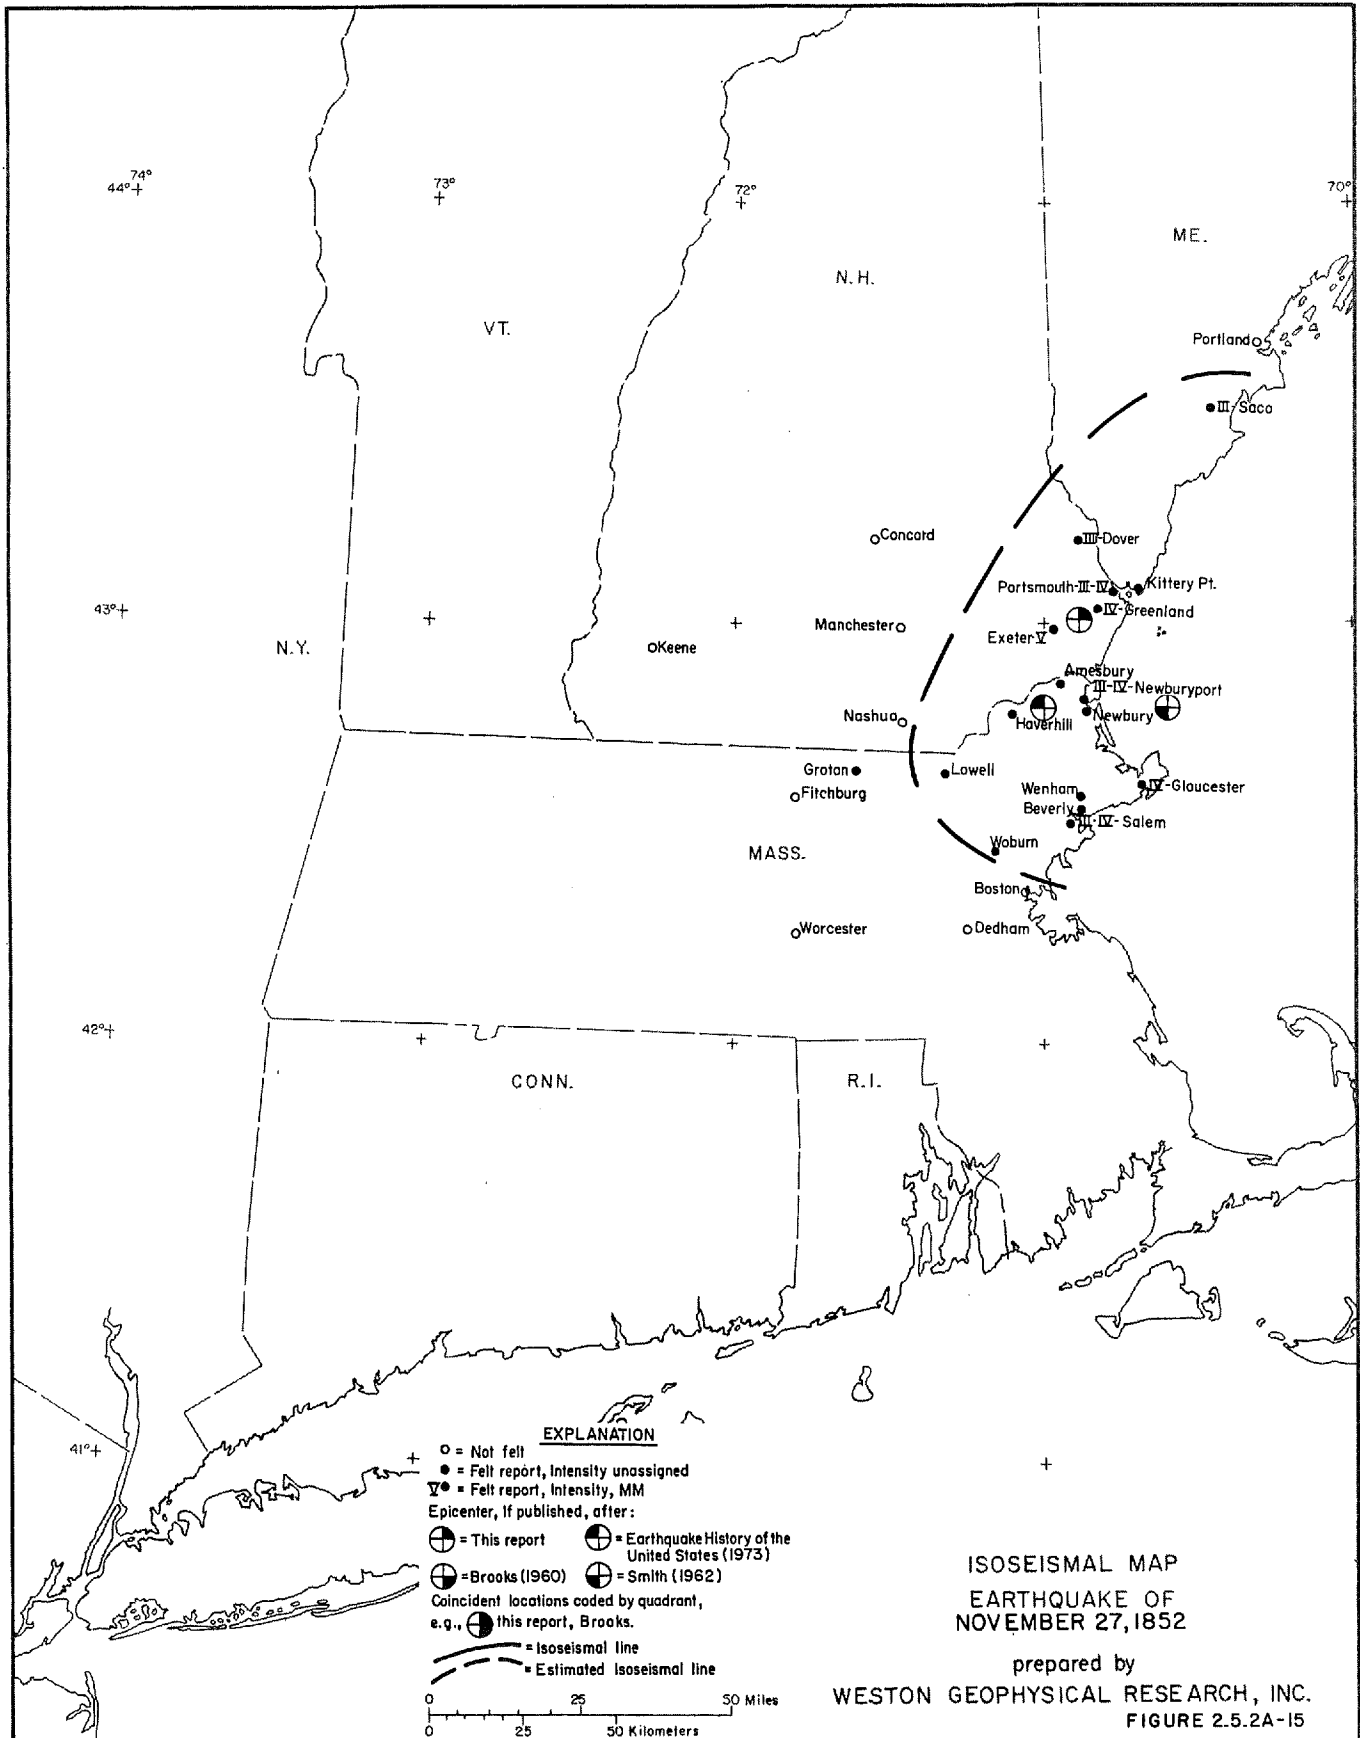 74°
44°
73°
72°
70°
ME.
N.H.
VT.
Portland
III-Saco
Concord
III-Dover
Portsmouth-III-IV
Kittery Pt.
43°
IV-Greenland
Manchester
Exeter V
N.Y.
Keene
Amesbury
III-IV-Newburyport
Nashua
Haverhill
Newbury
Groton
Lowell
Fitchburg
Wenham
IV-Gloucester
Beverly
III-IV-Salem
MASS.
Woburn
Boston
Worcester
Dedham
42°
CONN.
R.I.
41°
EXPLANATION
= Not felt
= Felt report, Intensity unassigned
V = Felt report, Intensity, MM
Epicenter, If published, after:
= This report
= Earthquake History of the
United States (1973)
= Brooks (1960)
= Smith (1962)
Coincident locations coded by quadrant,
e.g., this report, Brooks.
= Isoseismal line
= Estimated Isoseismal line
0 25 50 Miles
0 25 50 Kilometers
ISOSEISMAL MAP
EARTHQUAKE OF
NOVEMBER 27, 1852
prepared by
WESTON GEOPHYSICAL RESEARCH, INC.
FIGURE 2.5.2A-15